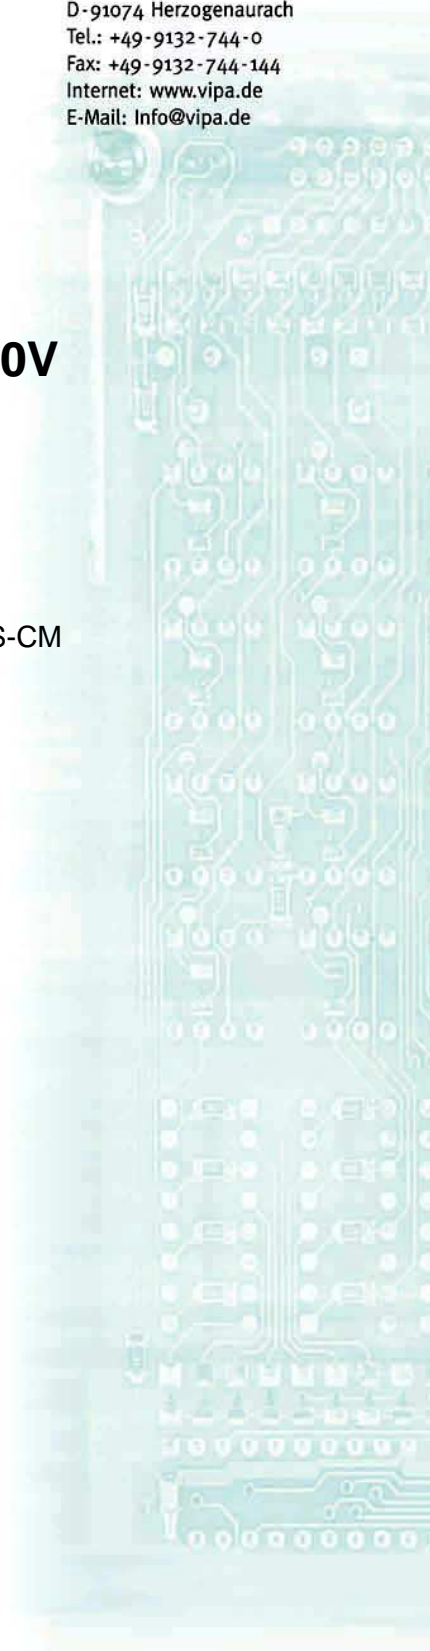 D-91074 Herzogenaurach
Tel.: +49-9132-744-0
Fax: +49-9132-744-144
Internet: www.vipa.de
E-Mail: Info@vipa.de
0V
S-CM